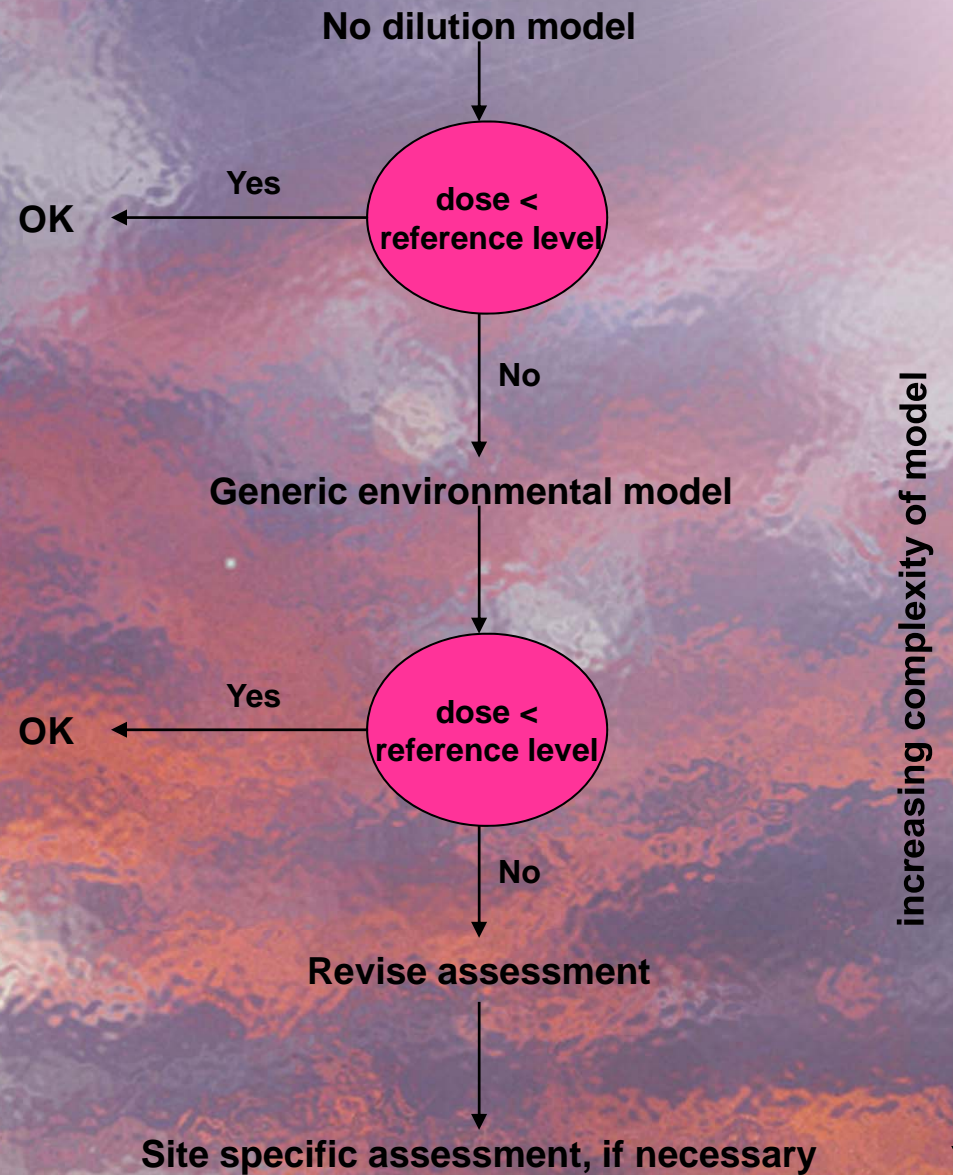 No dilution model
dose <
reference level
Yes
OK
No
Generic environmental model
dose <
reference level
Yes
OK
No
Revise assessment
Site specific assessment, if necessary
increasing complexity of model